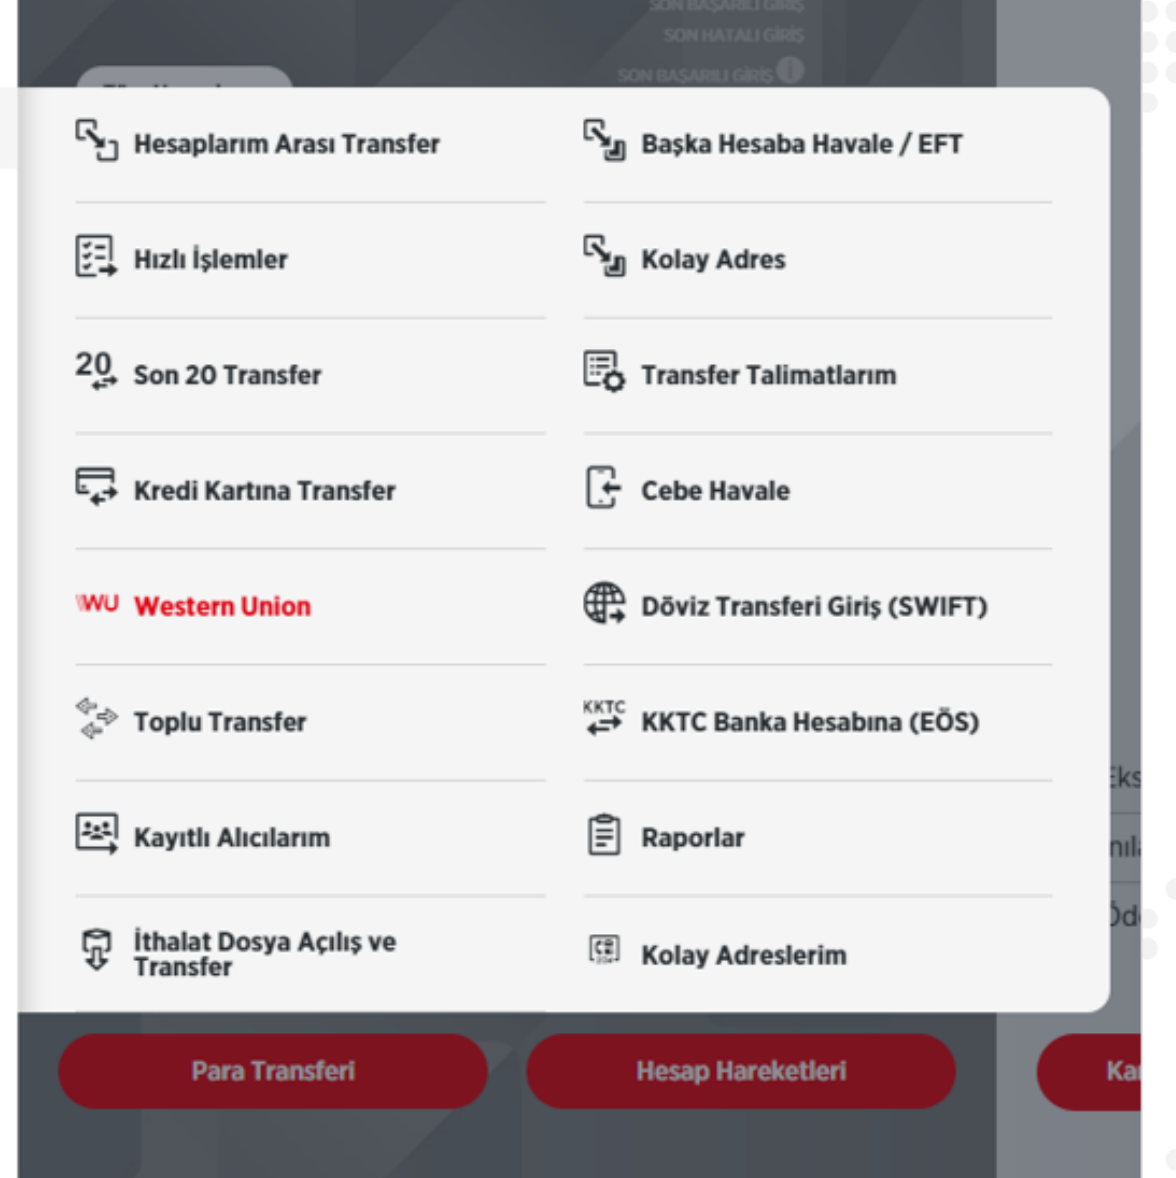 SON BAŞARILI GİRİŞ
SON HATALI GİRİŞ
SON BAŞARILI GİRİŞ
Hesaplarım Arası Transfer
Başka Hesaba Havale / EFT
Hızlı İşlemler
Kolay Adres
20
Son 20 Transfer
Transfer Talimatlarım
Kredi Kartına Transfer
Cebe Havale
WU Western Union
Döviz Transferi Giriş (SWIFT)
Toplu Transfer
KKTC
KKTC Banka Hesabına (EÖS)
Kayıtlı Alıcılarım
Raporlar
İthalat Dosya Açılış ve
Transfer
Kolay Adreslerim
Para Transferi
Hesap Hareketleri